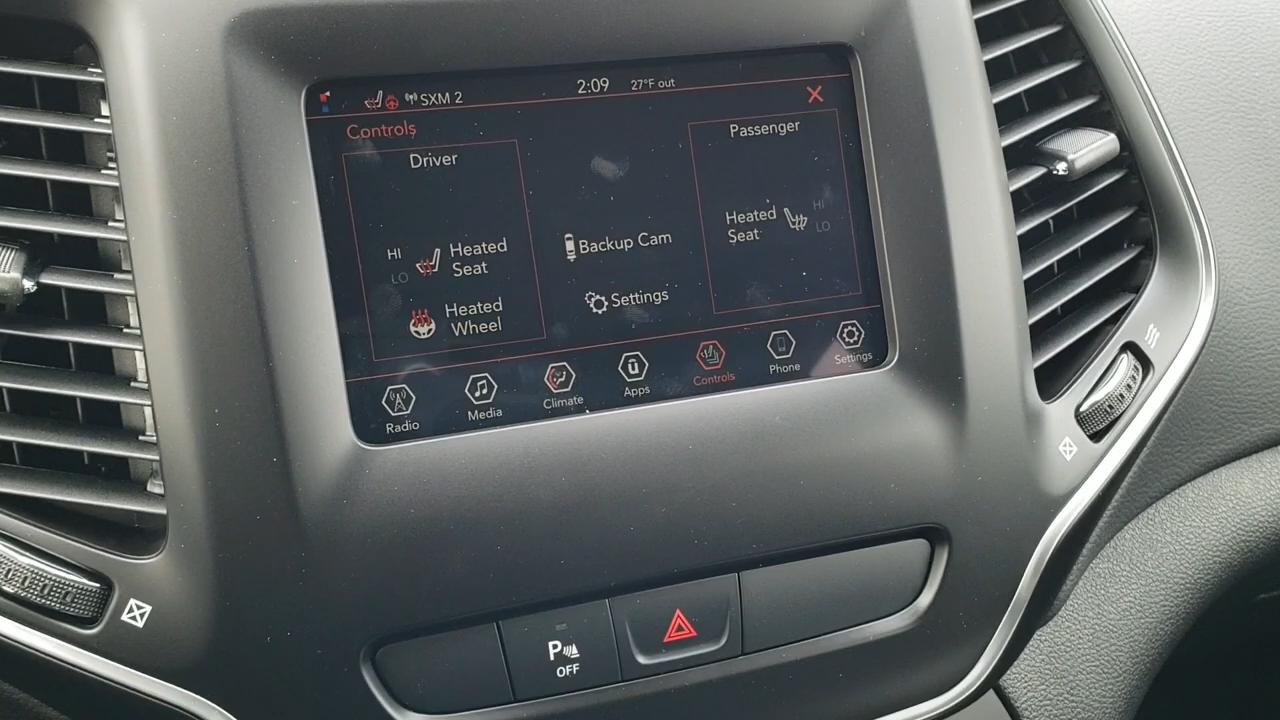 SXM 2
2:09
27°F out
Controls
Driver
Passenger
HI
LO
Heated
Seat
Heated
Wheel
Backup Cam
Settings
Heated
Seat
HI
LO
Radio
Media
Climate
Apps
Controls
Phone
Settings
P
OFF